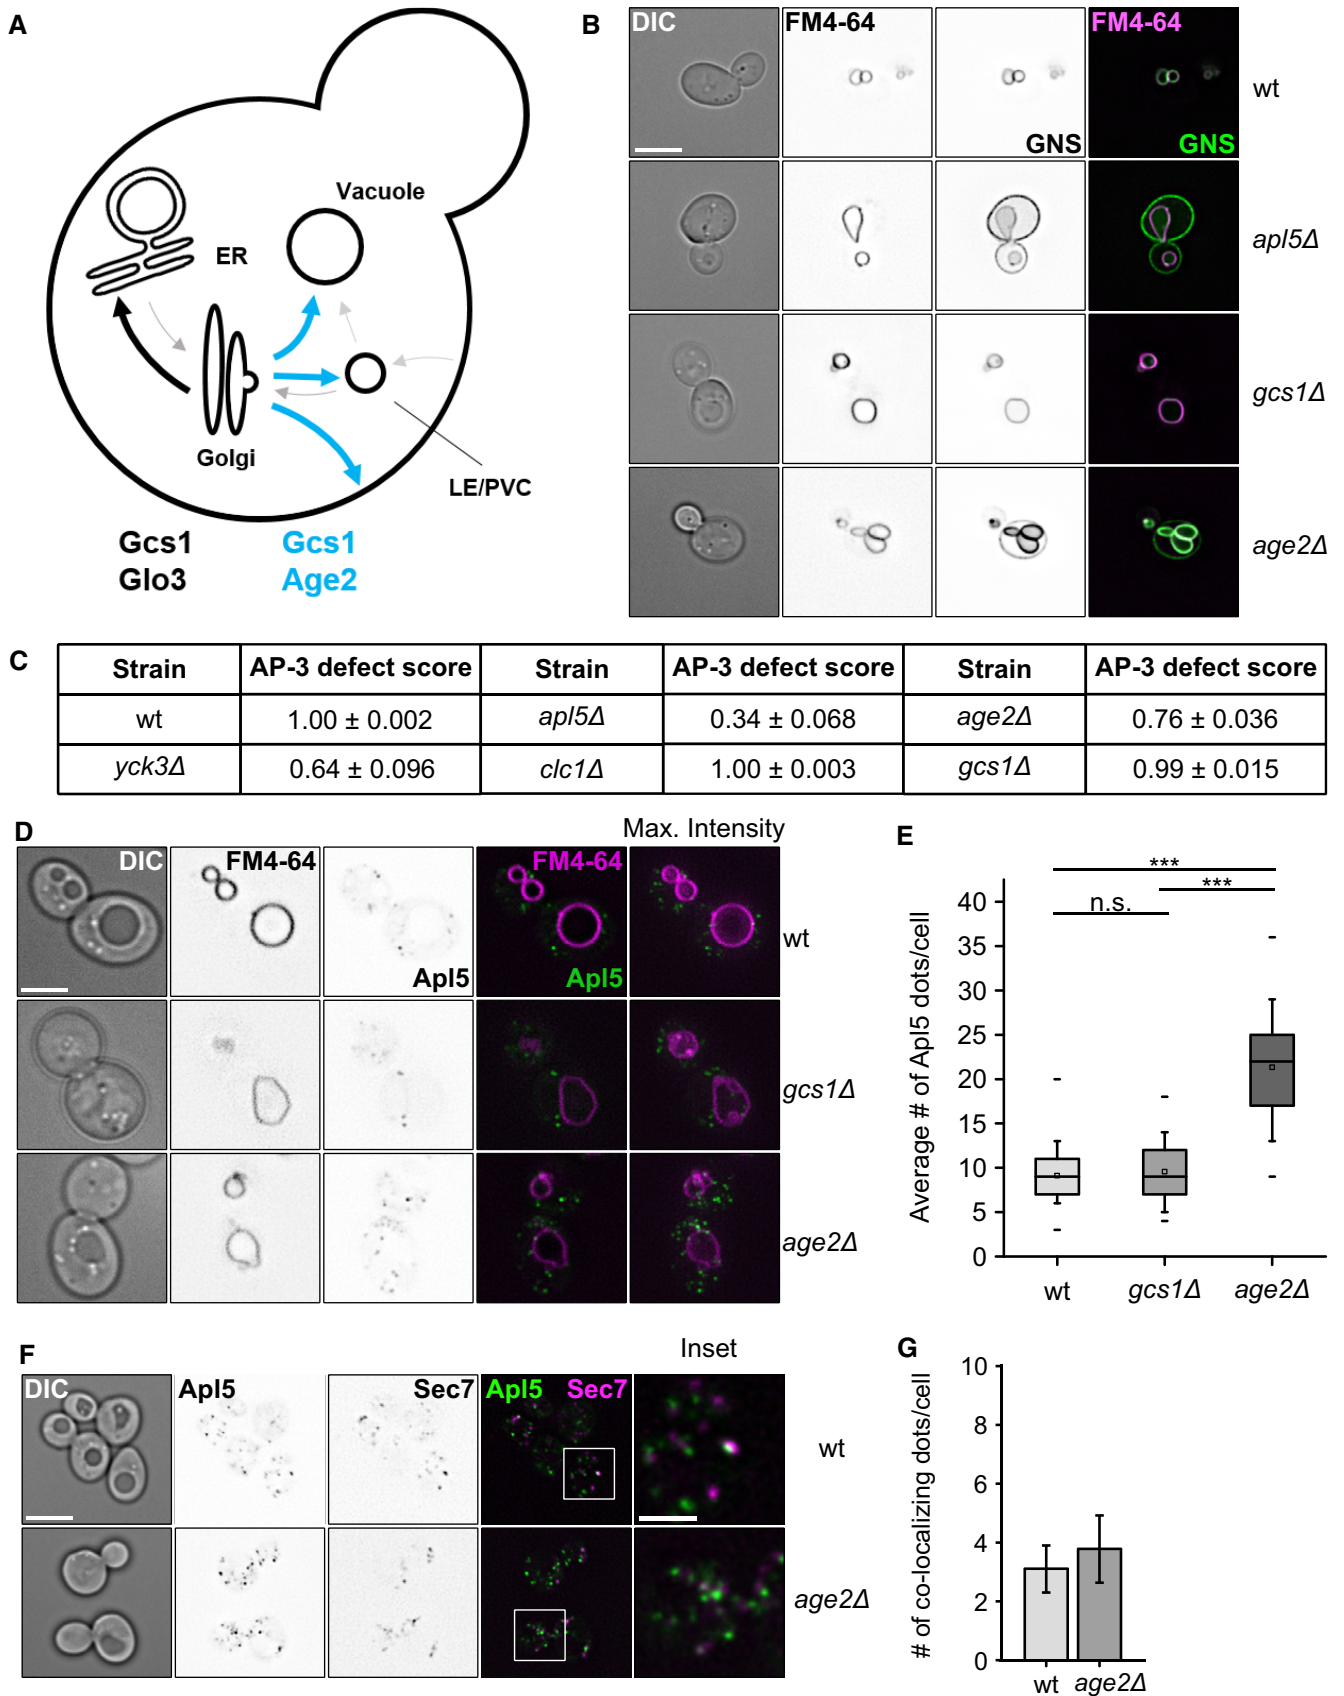 A
Vacuole
ER
Golgi
LE/PVC
Gcs1 Gcs1
Glo3 Age2
B
DIC FM4-64 FM4-64
GNS GNS
wt
apl5Δ
gcs1Δ
age2Δ
C
Strain AP-3 defect score Strain AP-3 defect score Strain AP-3 defect score
wt 1.00 ± 0.002 apl5Δ 0.34 ± 0.068 age2Δ 0.76 ± 0.036
yck3Δ 0.64 ± 0.096 clc1Δ 1.00 ± 0.003 gcs1Δ 0.99 ± 0.015
D
Max. Intensity
DIC FM4-64 FM4-64
Apl5 Apl5
wt
gcs1Δ
age2Δ
E
***
***
n.s.
Average # of Apl5 dots/cell
40
35
30
25
20
15
10
5
0
wt gcs1Δ age2Δ
F
Inset
DIC Apl5 Sec7 Apl5 Sec7
wt
age2Δ
G
# of co-localizing dots/cell
10
8
6
4
2
0
wt age2Δ